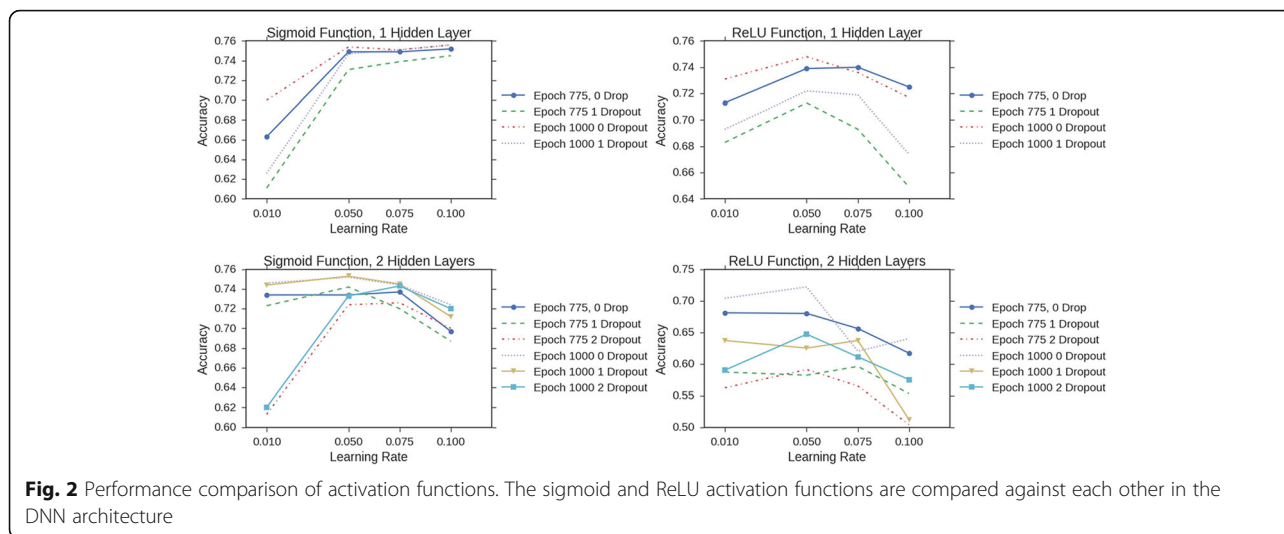 Sigmoid Function, 1 Hidden Layer
0.76
0.74
0.72
0.70
0.68
0.66
0.64
0.62
0.60
Accuracy
0.010 0.050 0.075 0.100
Learning Rate
Epoch 775, 0 Drop
Epoch 775 1 Dropout
Epoch 1000 0 Dropout
Epoch 1000 1 Dropout
ReLU Function, 1 Hidden Layer
0.76
0.74
0.72
0.70
0.68
0.66
0.64
Accuracy
0.010 0.050 0.075 0.100
Learning Rate
Epoch 775, 0 Drop
Epoch 775 1 Dropout
Epoch 1000 0 Dropout
Epoch 1000 1 Dropout
Sigmoid Function, 2 Hidden Layers
0.76
0.74
0.72
0.70
0.68
0.66
0.64
0.62
0.60
Accuracy
0.010 0.050 0.075 0.100
Learning Rate
Epoch 775, 0 Drop
Epoch 775 1 Dropout
Epoch 775 2 Dropout
Epoch 1000 0 Dropout
Epoch 1000 1 Dropout
Epoch 1000 2 Dropout
ReLU Function, 2 Hidden Layers
0.75
0.70
0.65
0.60
0.55
0.50
Accuracy
0.010 0.050 0.075 0.100
Learning Rate
Epoch 775, 0 Drop
Epoch 775 1 Dropout
Epoch 775 2 Dropout
Epoch 1000 0 Dropout
Epoch 1000 1 Dropout
Epoch 1000 2 Dropout
Fig. 2 Performance comparison of activation functions. The sigmoid and ReLU activation functions are compared against each other in the
DNN architecture